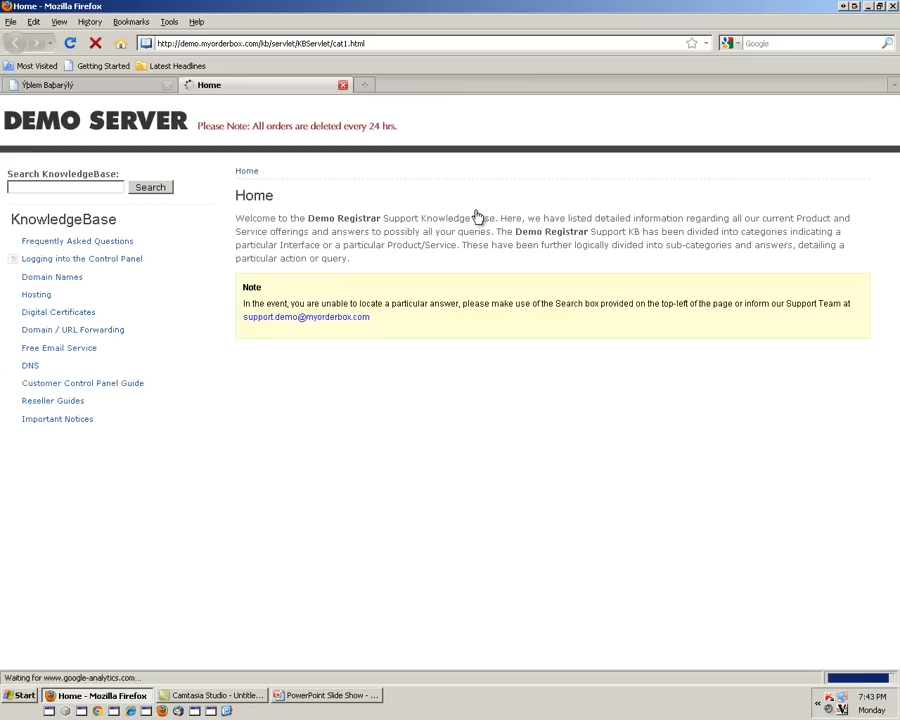 Home - Mozilla Firefox
File Edit View History Bookmarks Tools Help
http://demo.myorderbox.com/kb/servlet/KBServlet/cat1.html
Google
Most Visited Getting Started Latest Headlines
Ýþlem Baþarýlý
Home
DEMO SERVER Please Note: All orders are deleted every 24 hrs.
Search KnowledgeBase:
Search
KnowledgeBase
Frequently Asked Questions
Logging into the Control Panel
Domain Names
Hosting
Digital Certificates
Domain / URL Forwarding
Free Email Service
DNS
Customer Control Panel Guide
Reseller Guides
Important Notices
Home
Home
Welcome to the Demo Registrar Support KnowledgeBase. Here, we have listed detailed information regarding all our current Product and
Service offerings and answers to possibly all your queries. The Demo Registrar Support KB has been divided into categories indicating a
particular Interface or a particular Product/Service. These have been further logically divided into sub-categories and answers, detailing a
particular action or query.
Note
In the event, you are unable to locate a particular answer, please make use of the Search box provided on the top-left of the page or inform our Support Team at
support.demo@myorderbox.com
Waiting for www.google-analytics.com...
Start Home - Mozilla Firefox Camtasia Studio - Untitle... PowerPoint Slide Show - ...
7:43 PM
Monday